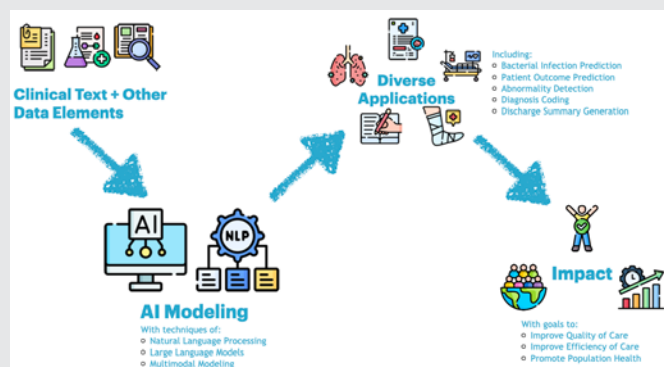 Clinical Text + Other
Data Elements
AI
NLP
AI Modeling
With techniques of:
Natural Language Processing
Large Language Models
Multimodal Modeling
Diverse
Applications
Including:
Bacterial Infection Prediction
Patient Outcome Prediction
Abnormality Detection
Diagnosis Coding
Discharge Summary Generation
Impact
With goals to:
Improve Quality of Care
Improve Efficiency of Care
Promote Population Health